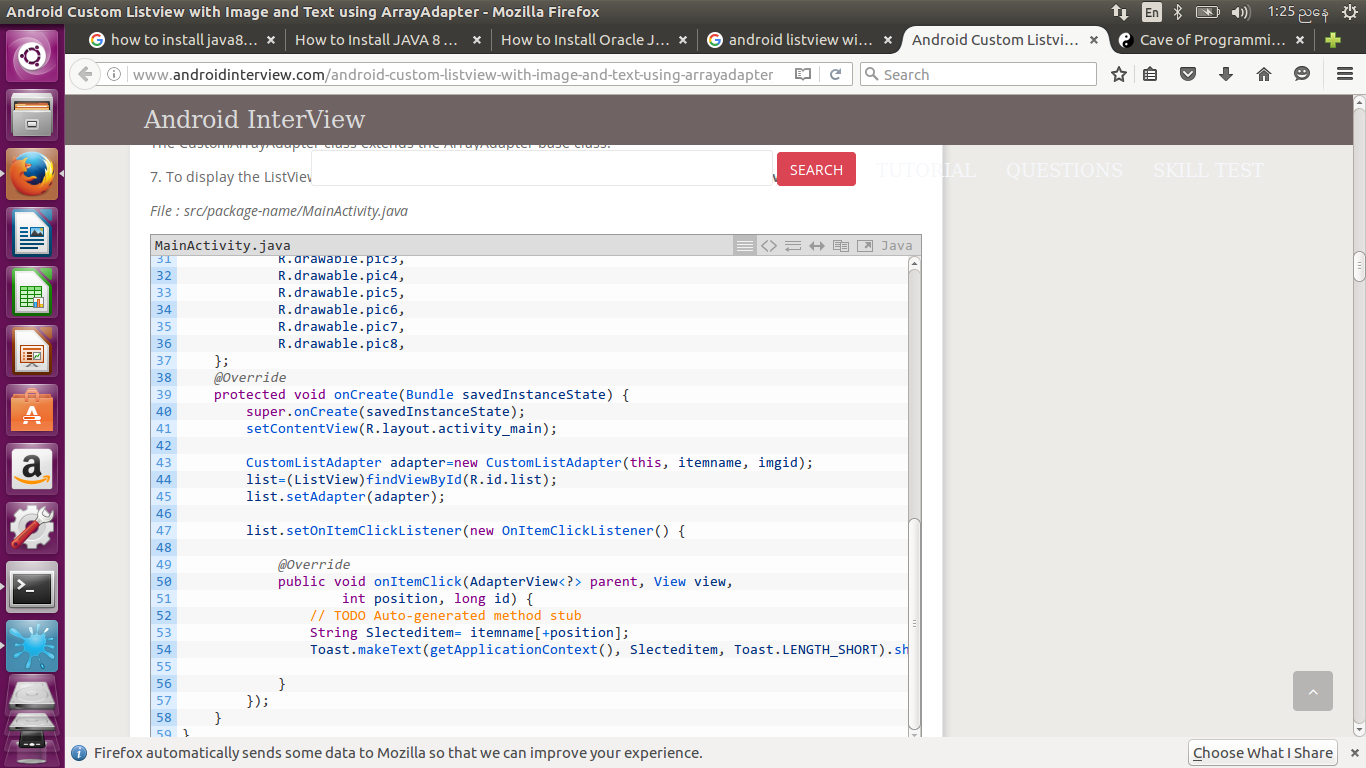 Android Custom Listview with Image and Text using ArrayAdapter - Mozilla Firefox
En
1:25 ညနေ
how to install java8...
How To Install JAVA 8 ...
How to Install Oracle J...
android listview wi...
Android Custom Listvi...
Cave of Programmi...
www.androidinterview.com/android-custom-listview-with-image-and-text-using-arrayadapter
Search
Android InterView
The CustomArrayAdapter class extends the ArrayAdapter base class.
7. To display the ListView
SEARCH
TUTORIAL
QUESTIONS
SKILL TEST
File : src/package-name/MainActivity.java
MainActivity.java
Java
31 R.drawable.pic3,
32 R.drawable.pic4,
33 R.drawable.pic5,
34 R.drawable.pic6,
35 R.drawable.pic7,
36 R.drawable.pic8,
37 };
38 @Override
39 protected void onCreate(Bundle savedInstanceState) {
40 super.onCreate(savedInstanceState);
41 setContentView(R.layout.activity_main);
42
43 CustomListAdapter adapter=new CustomListAdapter(this, itemname, imgid);
44 list=(ListView)findViewById(R.id.list);
45 list.setAdapter(adapter);
46
47 list.setOnItemClickListener(new OnItemClickListener() {
48
49 @Override
50 public void onItemClick(AdapterView<?> parent, View view,
51 int position, long id) {
52 // TODO Auto-generated method stub
53 String Slecteditem= itemname[+position];
54 Toast.makeText(getApplicationContext(), Slecteditem, Toast.LENGTH_SHORT).sh
55
56 }
57 });
58 }
59 }
Firefox automatically sends some data to Mozilla so that we can improve your experience.
Choose What I Share